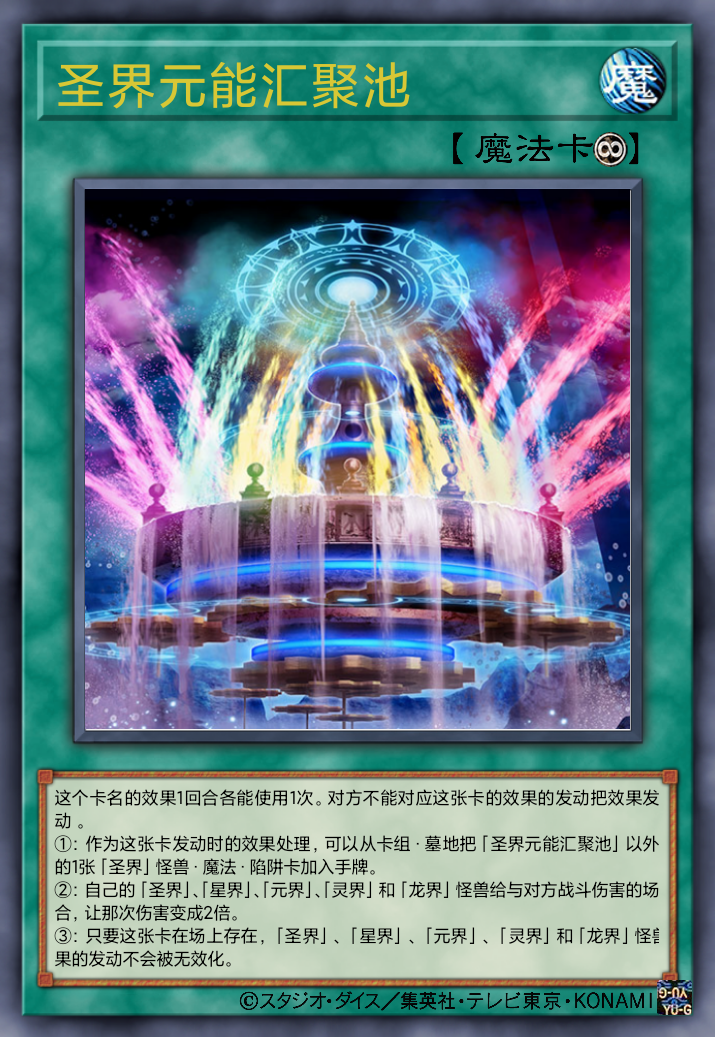 圣界元能汇聚池
魔
【魔法卡∞】
这个卡名的效果1回合各能使用1次。对方不能对应这张卡的效果的发动把效果发
动 。
①：作为这张卡发动时的效果处理，可以从卡组·墓地把「圣界元能汇聚池」以外
的1张「圣界」怪兽·魔法·陷阱卡加入手牌。
②：自己的「圣界」、「星界」、「元界」、「灵界」和「龙界」怪兽给与对方战斗伤害的场
合，让那次伤害变成2倍。
③：只要这张卡在场上存在，「圣界」、「星界」、「元界」、「灵界」和「龙界」怪
果的发动不会被无效化。
©スタジオ・ダイス／集英社・テレビ東京・KONAMI
YU-G
YU-G